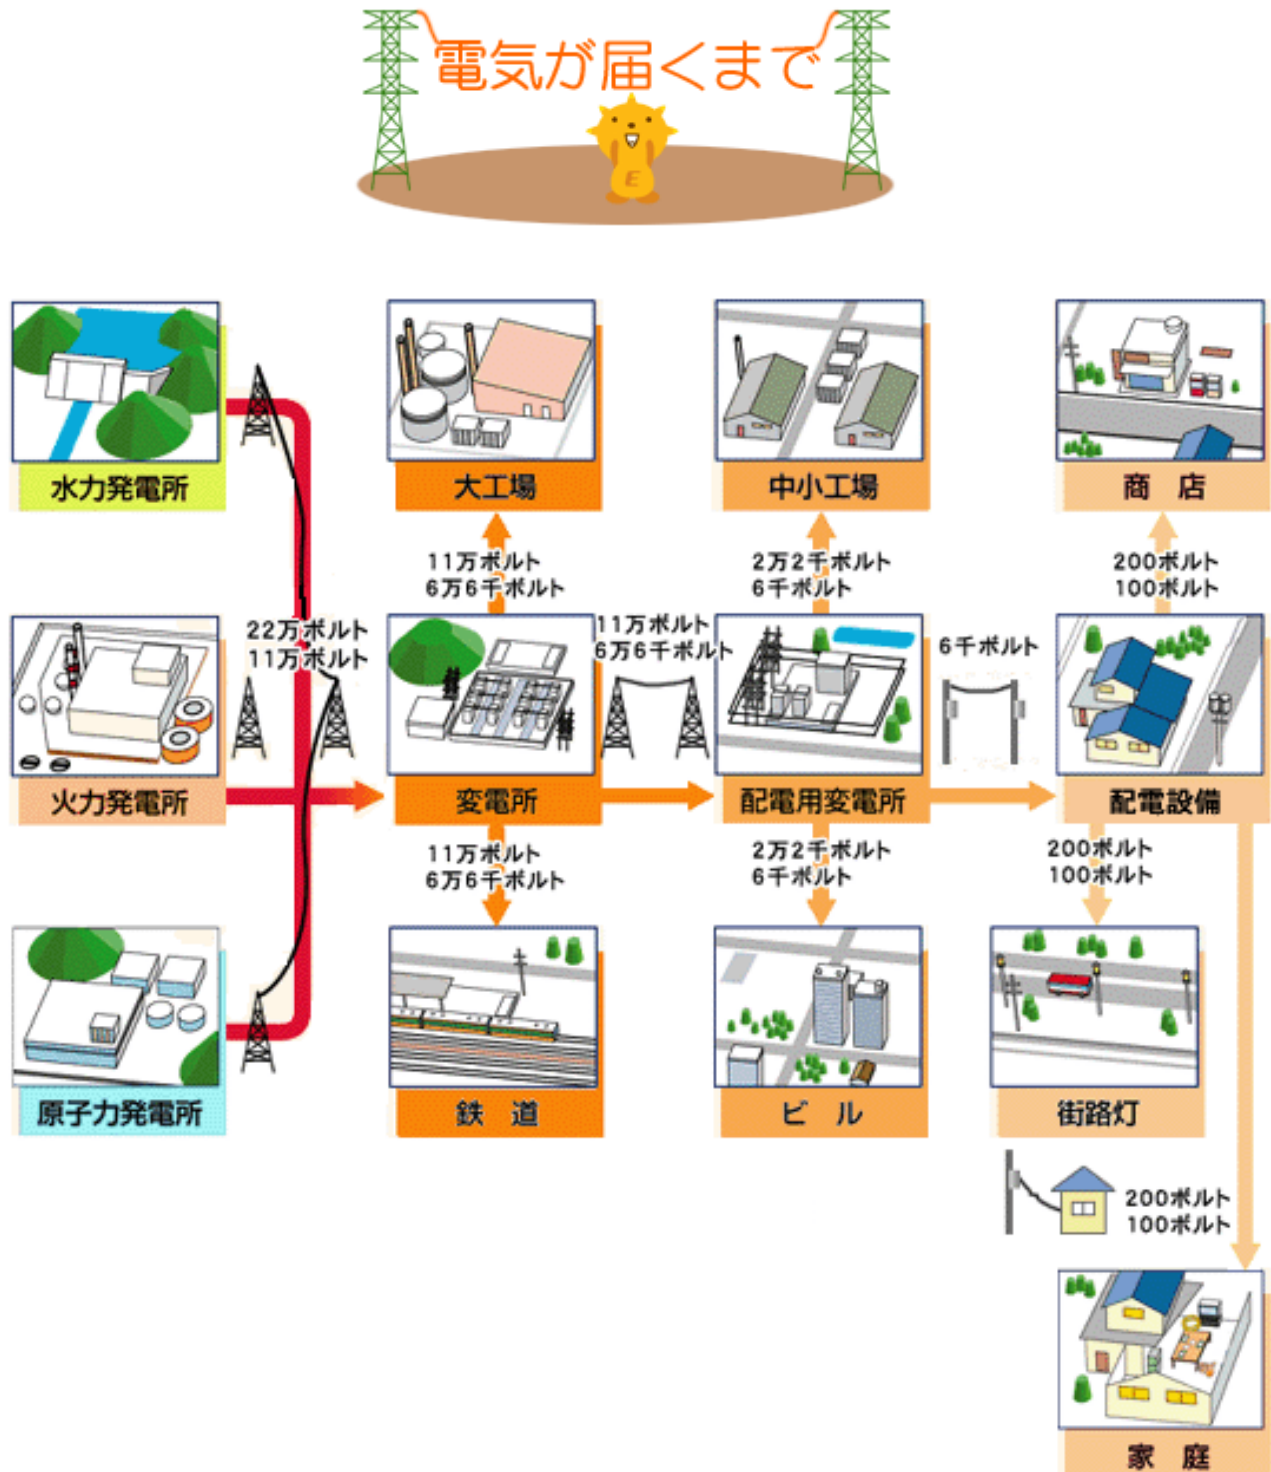 電気が届くまで
E
水力発電所
大工場
中小工場
商 店
11万ボルト
6万6千ボルト
2万2千ボルト
6千ボルト
200ボルト
100ボルト
22万ボルト
11万ボルト
11万ボルト
6万6千ボルト
6千ボルト
火力発電所
変電所
配電用変電所
配電設備
11万ボルト
6万6千ボルト
2万2千ボルト
6千ボルト
200ボルト
100ボルト
原子力発電所
鉄 道
ビ ル
街路灯
200ボルト
100ボルト
家 庭